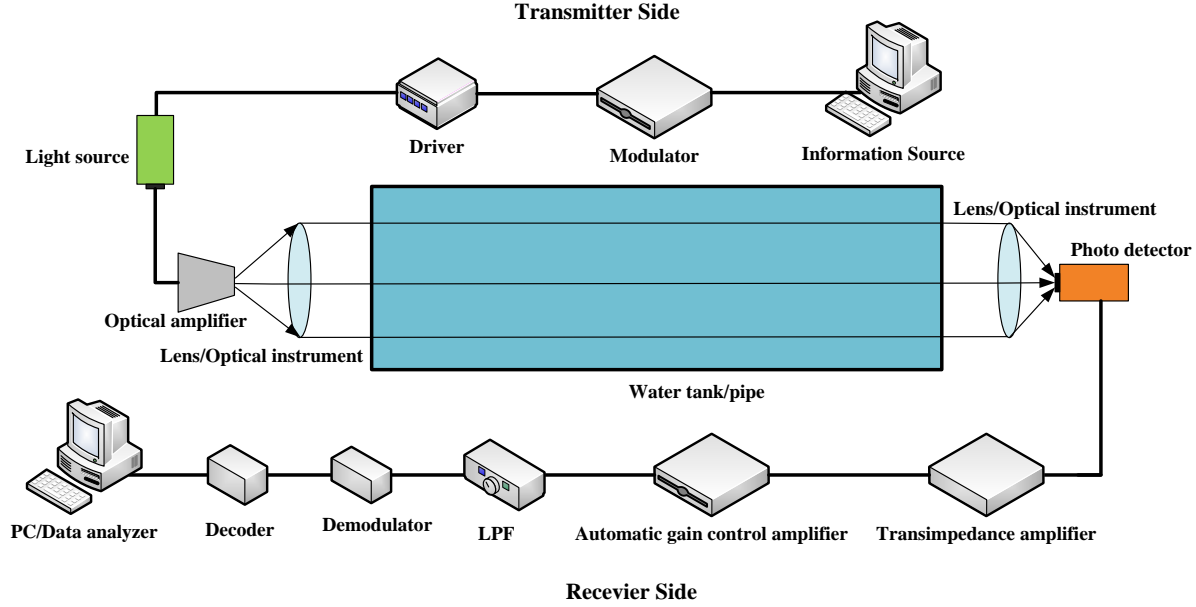 Transmitter Side
Driver
Modulator
Information Source
Light source
Lens/Optical instrument
Photo detector
Optical amplifier
Lens/Optical instrument
Water tank/pipe
PC/Data analyzer
Decoder
Demodulator
LPF
Automatic gain control amplifier
Transimpedance amplifier
Recevier Side